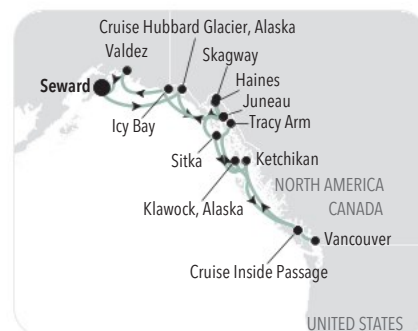 Cruise Hubbard Glacier, Alaska
Valdez
Skagway
Seward
Haines
Juneau
Tracy Arm
Icy Bay
Sitka
Ketchikan
NORTH AMERICA
Klawock, Alaska
CANADA
Vancouver
Cruise Inside Passage
UNITED STATES